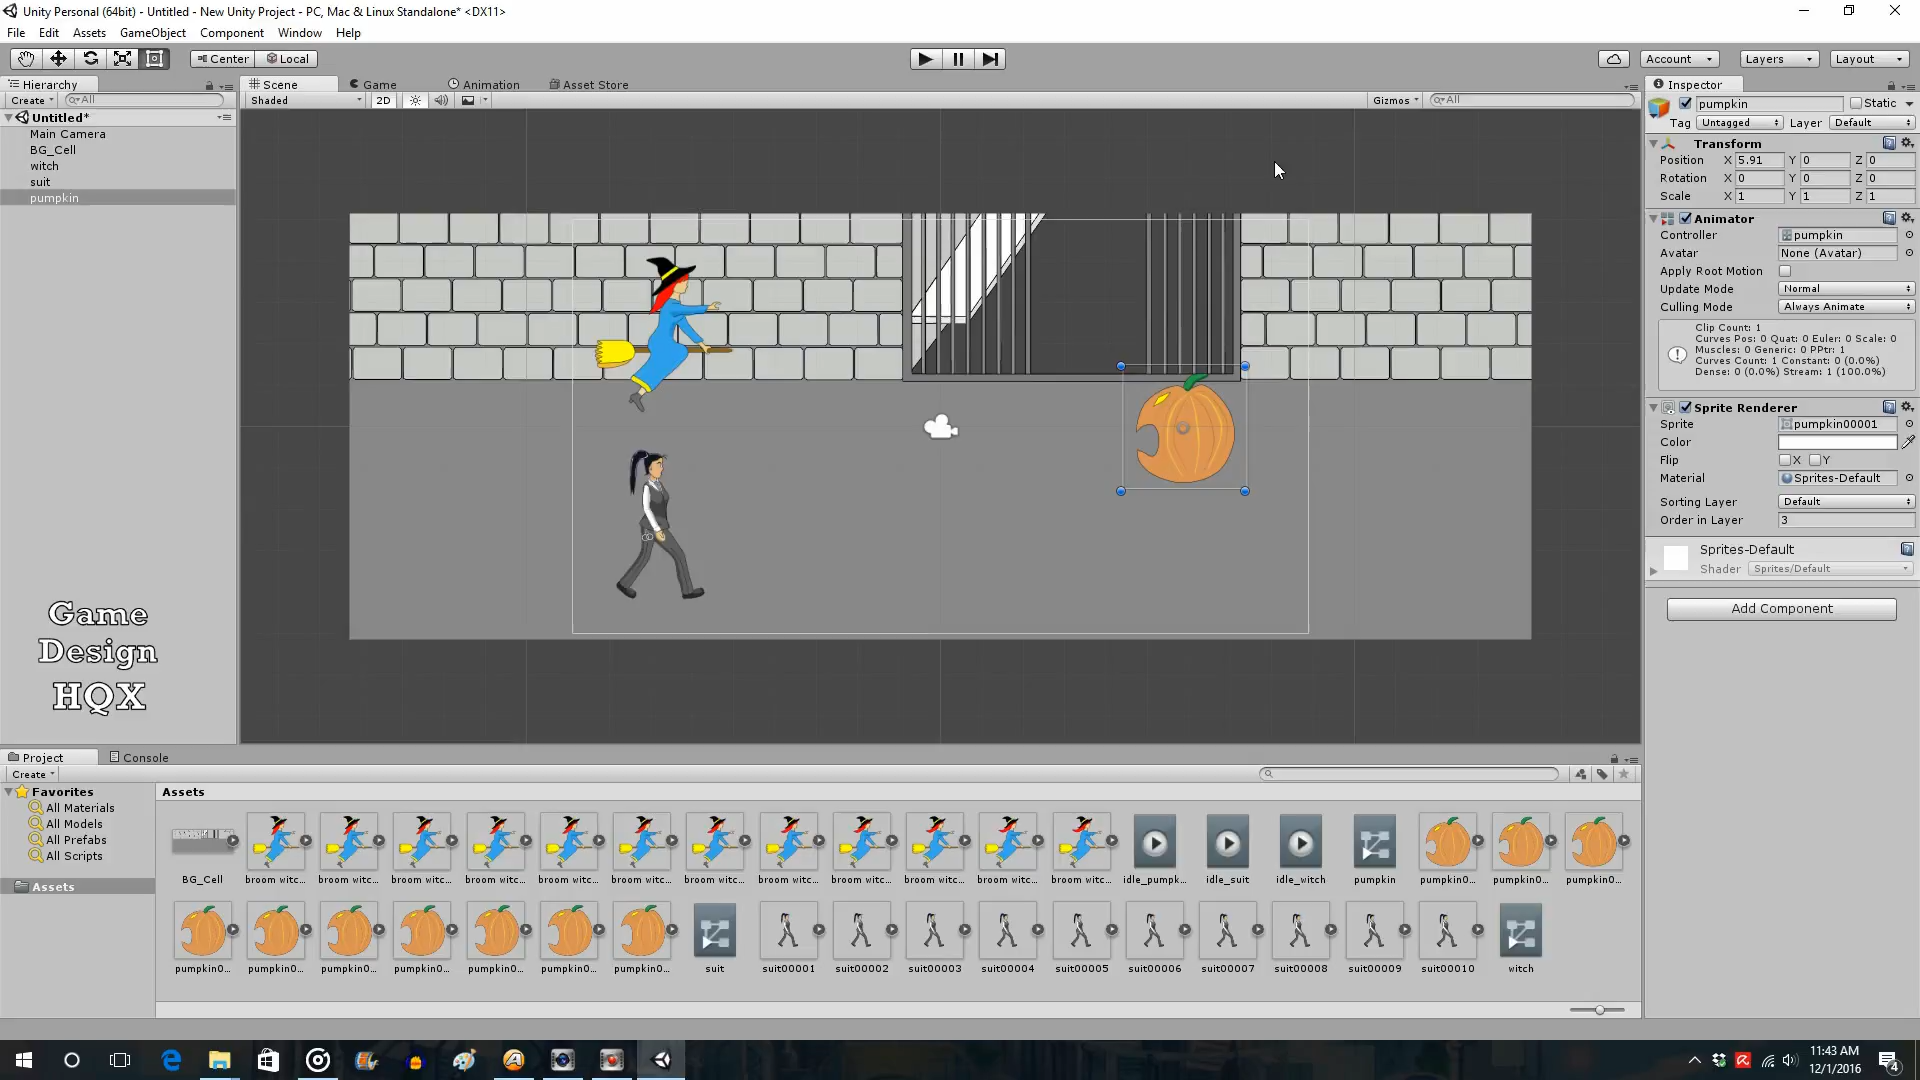 Unity Personal (64bit) - Untitled - New Unity Project - PC, Mac & Linux Standalone* <DX11>
File Edit Assets GameObject Component Window Help
Center Local
Account Layers Layout
Hierarchy
Create All
Untitled*
Main Camera
BG_Cell
witch
suit
pumpkin
Scene Game Animation Asset Store
Shaded 2D Gizmos All
Game
Design
HQX
Inspector
pumpkin Static
Tag Untagged Layer Default
Transform
Position X 5.91 Y 0 Z 0
Rotation X 0 Y 0 Z 0
Scale X 1 Y 1 Z 1
Animator
Controller pumpkin
Avatar None (Avatar)
Apply Root Motion
Update Mode Normal
Culling Mode Always Animate
Clip Count: 1
Curves Pos: 0 Quat: 0 Euler: 0 Scale: 0
Muscles: 0 Generic: 0 PPtr: 1
Curves Count: 1 Constant: 0 (0.0%)
Dense: 0 (0.0%) Stream: 1 (100.0%)
Sprite Renderer
Sprite pumpkin00001
Color
Flip X Y
Material Sprites-Default
Sorting Layer Default
Order in Layer 3
Sprites-Default
Shader Sprites/Default
Add Component
Project Console
Create
Favorites
All Materials
All Models
All Prefabs
All Scripts
Assets
Assets
BG_Cell broom witc... broom witc... broom witc... broom witc... broom witc... broom witc... broom witc... broom witc... broom witc... broom witc... broom witc... broom witc... idle_pumpk... idle_suit idle_witch pumpkin pumpkin0... pumpkin0... pumpkin0...
pumpkin0... pumpkin0... pumpkin0... pumpkin0... pumpkin0... pumpkin0... pumpkin0... suit suit00001 suit00002 suit00003 suit00004 suit00005 suit00006 suit00007 suit00008 suit00009 suit00010 witch
11:43 AM
12/1/2016
4